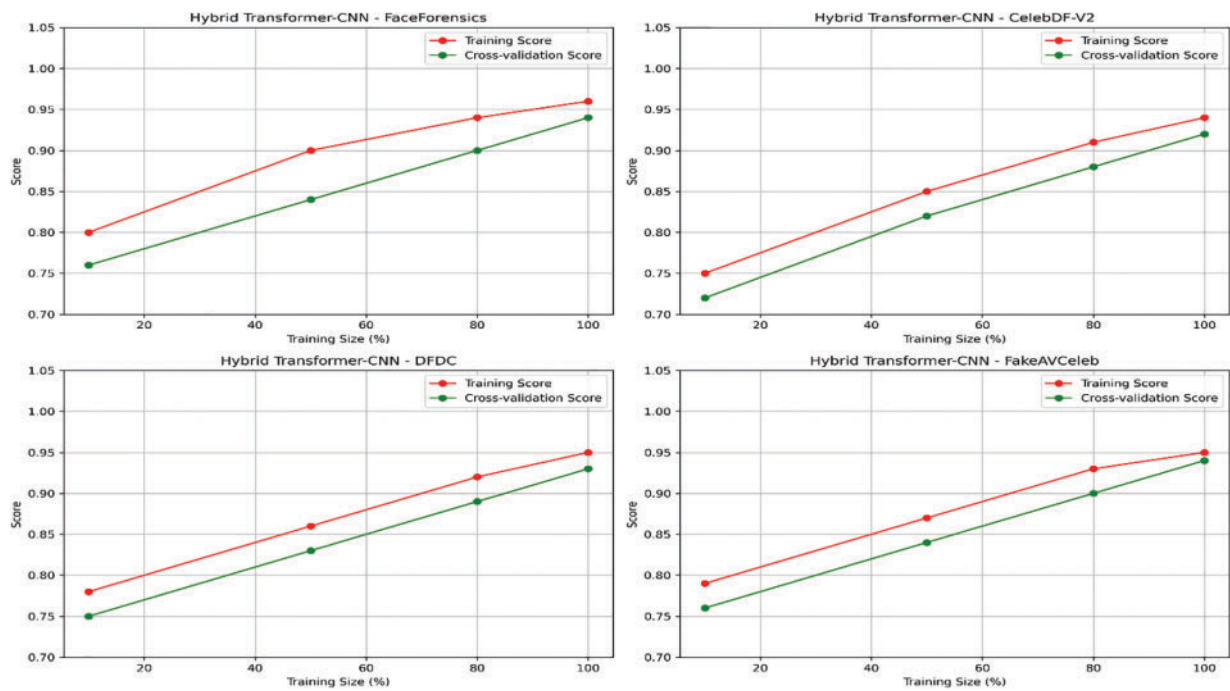 Hybrid Transformer-CNN - FaceForensics
1.05
1.00
0.95
0.90
0.85
0.80
0.75
0.70
Score
Training Score
Cross-validation Score
20
40
60
80
100
Training Size (%)
Hybrid Transformer-CNN - CelebDF-V2
1.05
1.00
0.95
0.90
0.85
0.80
0.75
0.70
Score
Training Score
Cross-validation Score
20
40
60
80
100
Training Size (%)
Hybrid Transformer-CNN - DFDC
1.05
1.00
0.95
0.90
0.85
0.80
0.75
0.70
Score
Training Score
Cross-validation Score
20
40
60
80
100
Training Size (%)
Hybrid Transformer-CNN - FakeAVCeleb
1.05
1.00
0.95
0.90
0.85
0.80
0.75
0.70
Score
Training Score
Cross-validation Score
20
40
60
80
100
Training Size (%)